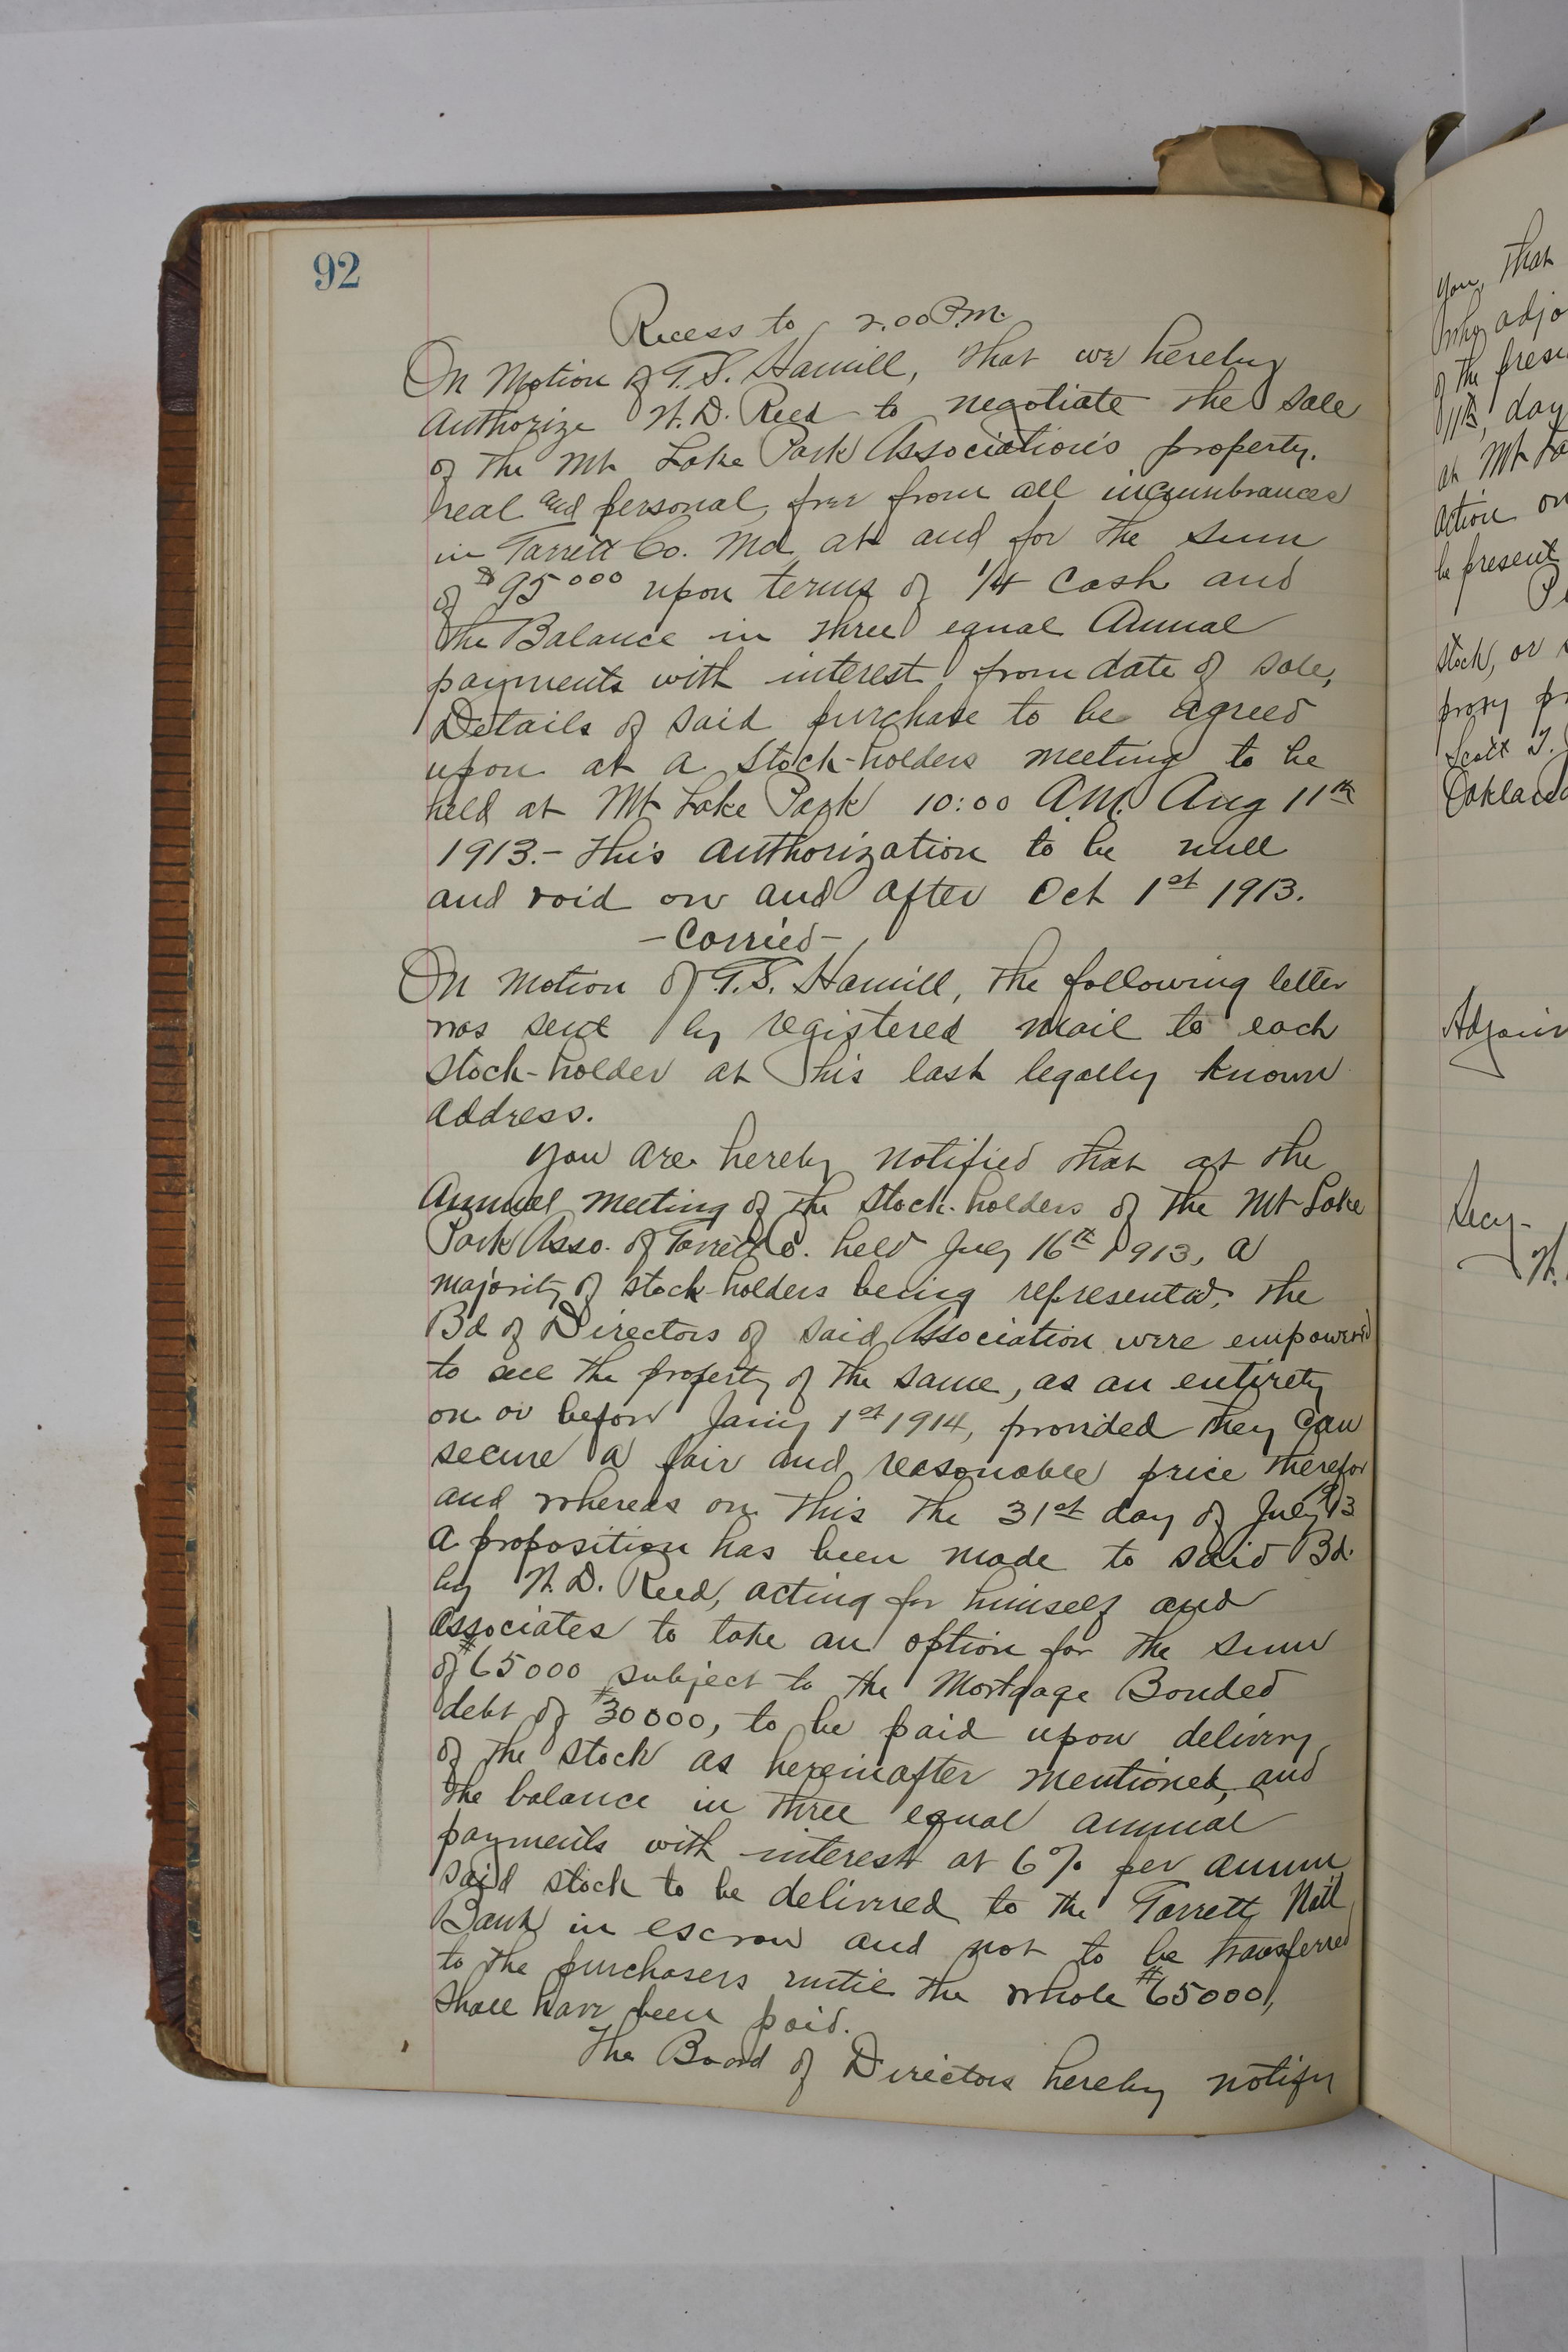 92
Recess to 2.00 P.M.
On Motion of G.S. Hamill, that we hereby
authorize W.D. Reed to negotiate the sale
of the Mt Lake Park Association's property.
real and personal, free from all incumbrances
in Garrett Co. Md at and for the sum
of $95000 upon terms of 1/4 Cash and
the Balance in three equal Annual
payments with interest from date of sale,
Details of said purchase to be agreed
upon at a Stock-holders meeting to be
held at Mt Lake Park 10:00 A.M. Aug 11th
1913.- This authorization to be null
and void on and after Oct 1st 1913.
-Carried-
On motion of G.S. Hamill, the following letter
was sent by registered mail to each
stock-holder at his last legally known
address.
You are hereby notified that at the
Annual meeting of the Stock-holders of the Mt Lake
Park Asso. of Garrett Co. held July 16th 1913, a
majority of stock-holders being represented, the
Bd of Directors of said Association were empowered
to sell the property of the same, as an entirety
on or before Jany 1st 1914, provided they can
secure a fair and reasonable price therefor
and whereas on this the 31st day of July 1913
a proposition has been made to said Bd.
by W.D. Reed, acting for himself and
associates to take an option for the sum
of $65000 subject to the Mortgage Bonded
debt of $30000, to be paid upon delivery
of the stock as hereinafter mentioned, and
the balance in three equal annual
payments with interest at 6% per annum
said stock to be delivered to the Garrett Natl
Bank in escrow and not to be transferred
to the purchasers until the whole $65000,
shall have been paid.
The Board of Directors hereby notify
you, that
of the
11th, day
at Mt
action on
be present
stock, or
proxy
Scott T.
Oakland
Secy-